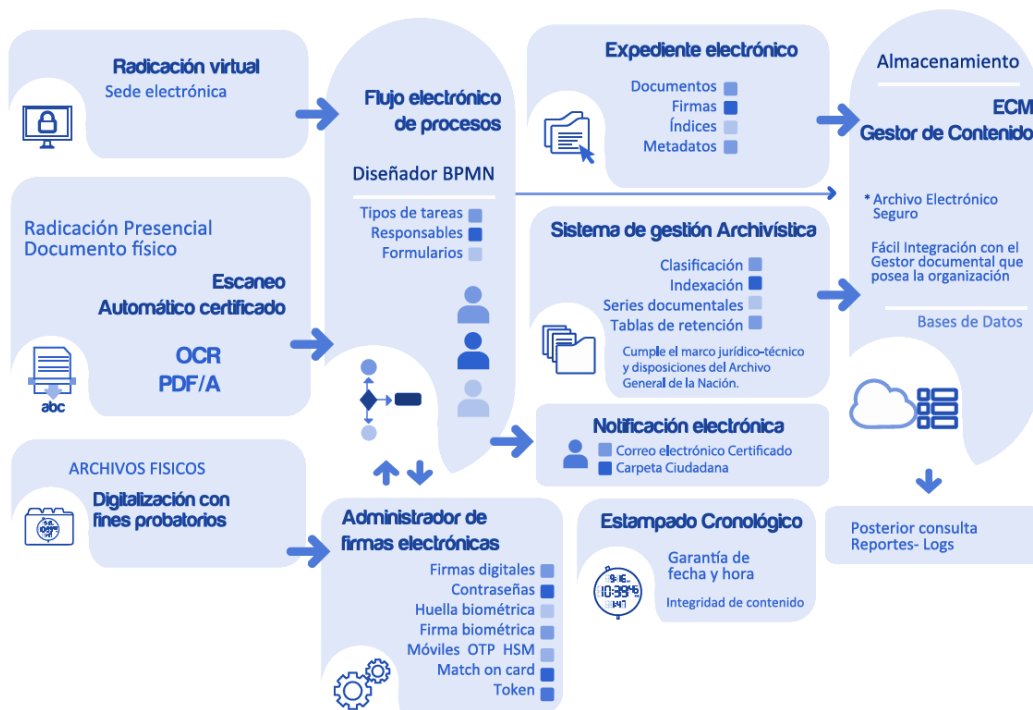 Radicación virtual
Sede electrónica
Radicación Presencial
Documento físico
Escaneo
Automático certificado
OCR
PDF/A
abc
ARCHIVOS FISICOS
Digitalización con
fines probatorios
Flujo electrónico
de procesos
Diseñador BPMN
Tipos de tareas
Responsables
Formularios
Administrador de
firmas electrónicas
Firmas digitales
Contraseñas
Huella biométrica
Firma biométrica
Móviles OTP HSM
Match on card
Token
Expediente electrónico
Documentos
Firmas
Índices
Metadatos
Sistema de gestión Archivística
Clasificación
Indexación
Series documentales
Tablas de retención
Cumple el marco jurídico-técnico
y disposiciones del Archivo
General de la Nación.
Notificación electrónica
Correo electrónico Certificado
Carpeta Ciudadana
Estampado Cronológico
Garantía de
fecha y hora
Integridad de contenido
9:16
10:39 46
1:47
Almacenamiento
ECM
Gestor de Contenido
* Archivo Electrónico
Seguro
Fácil Integración con el
Gestor documental que
posea la organización
Bases de Datos
Posterior consulta
Reportes- Logs